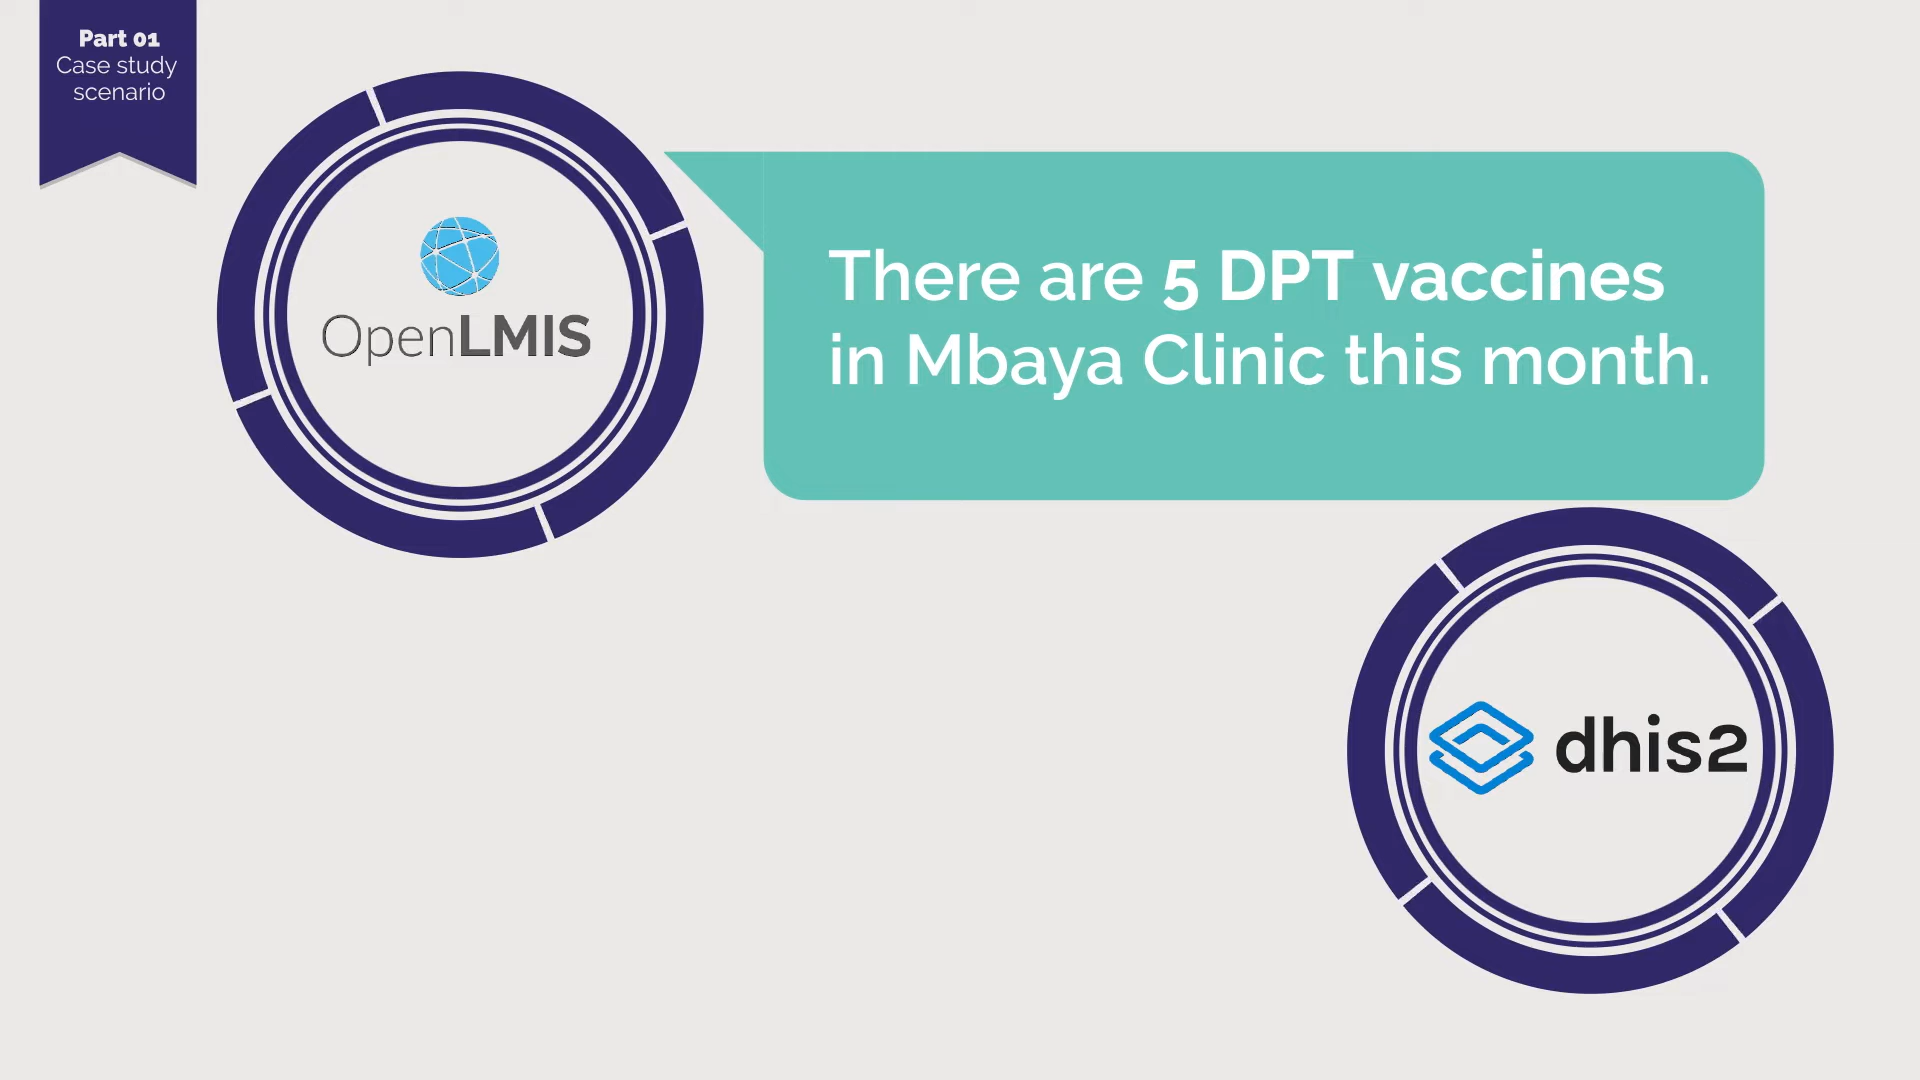 Part 01
Case study
scenario
OpenLMIS
There are 5 DPT vaccines
in Mbaya Clinic this month.
dhis2